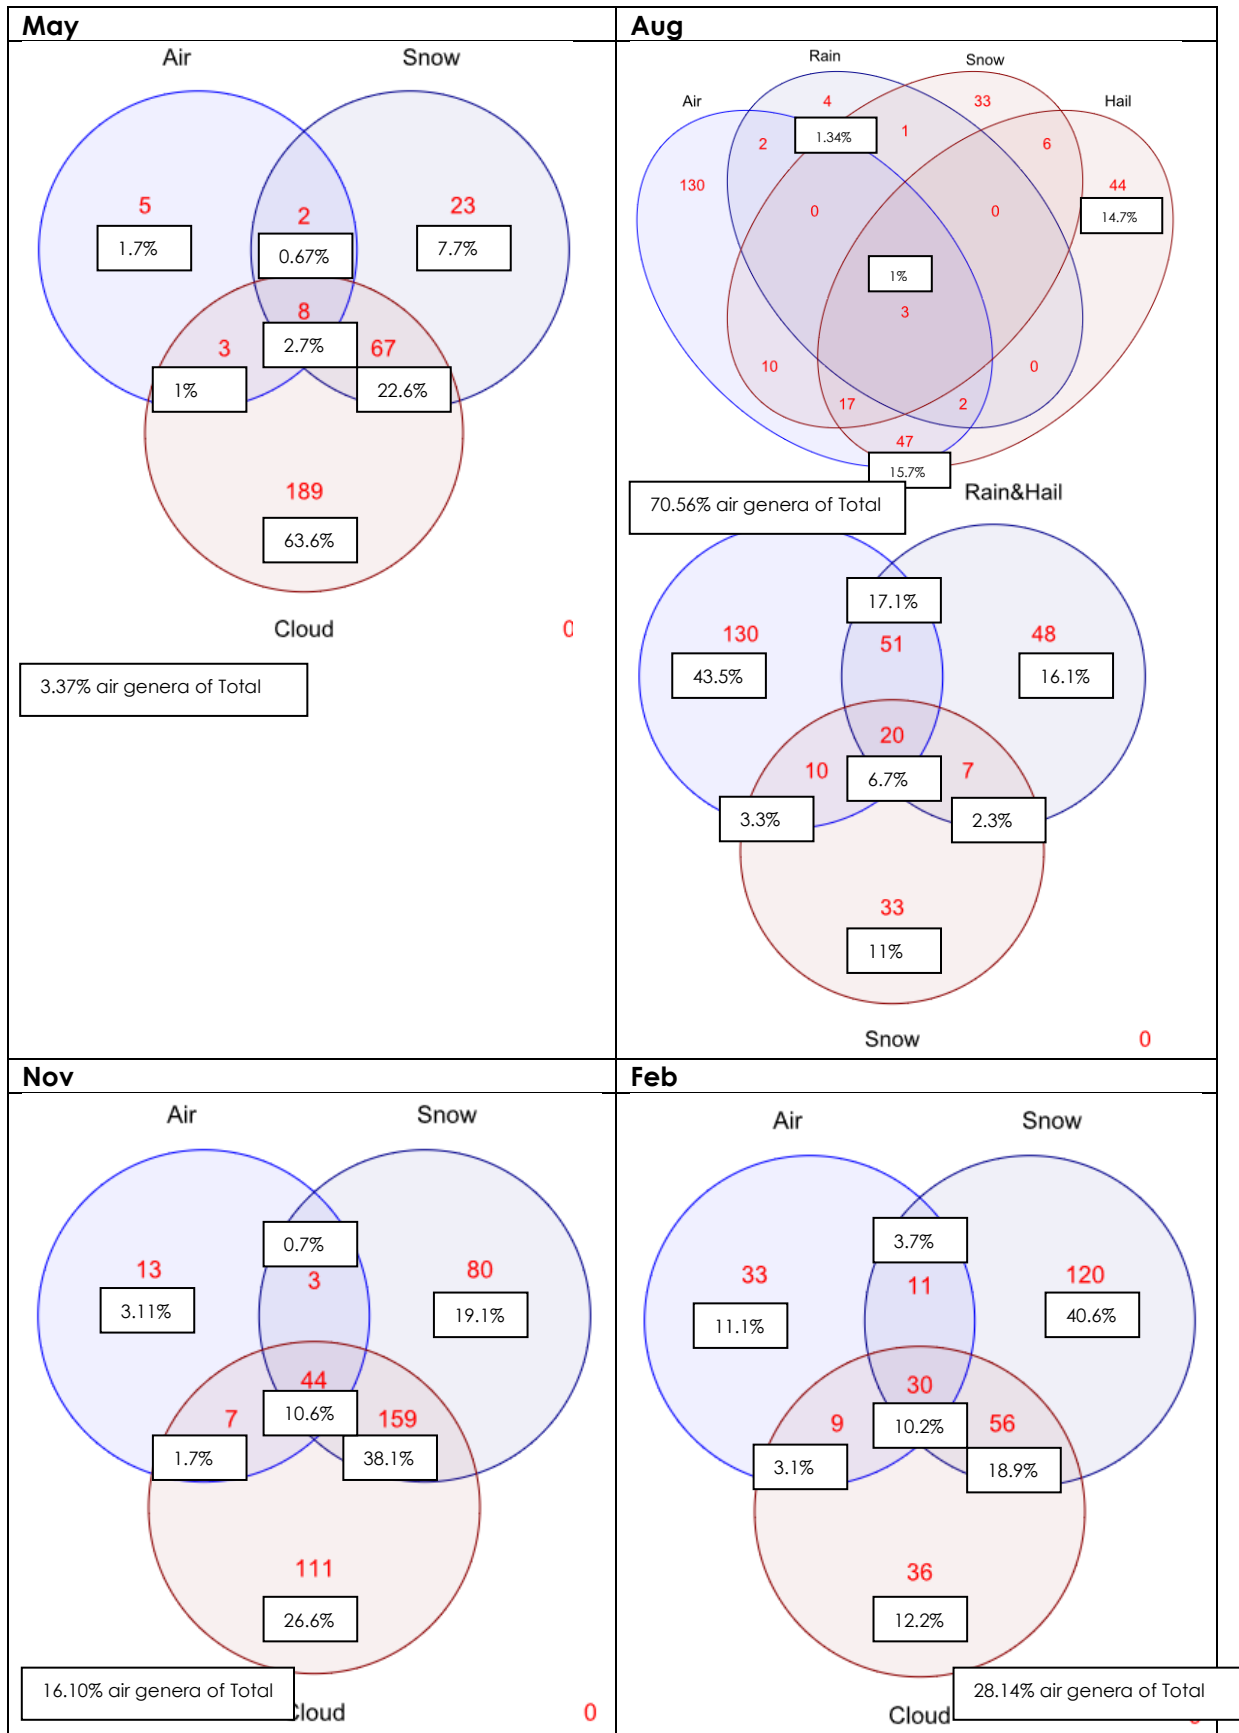 May
Air Snow
5 2 23
1.7% 0.67% 7.7%
8
3 2.7% 67
1% 22.6%
189
63.6%
Cloud 0
3.37% air genera of Total
Aug
Rain Snow
Air Hail
4 33
2 1.34% 1 6
130 44
0 0 14.7%
1%
3
10 0
17 2
47
15.7%
70.56% air genera of Total
Rain&Hail
17.1%
130 51 48
43.5% 16.1%
20
10 6.7% 7
3.3% 2.3%
33
11%
Snow 0
Nov
Air Snow
0.7%
13 3 80
3.11% 19.1%
44
7 10.6% 159
1.7% 38.1%
111
26.6%
16.10% air genera of Total
Cloud 0
Feb
Air Snow
3.7%
33 11 120
11.1% 40.6%
30
9 10.2% 56
3.1% 18.9%
36
12.2%
28.14% air genera of Total
Cloud